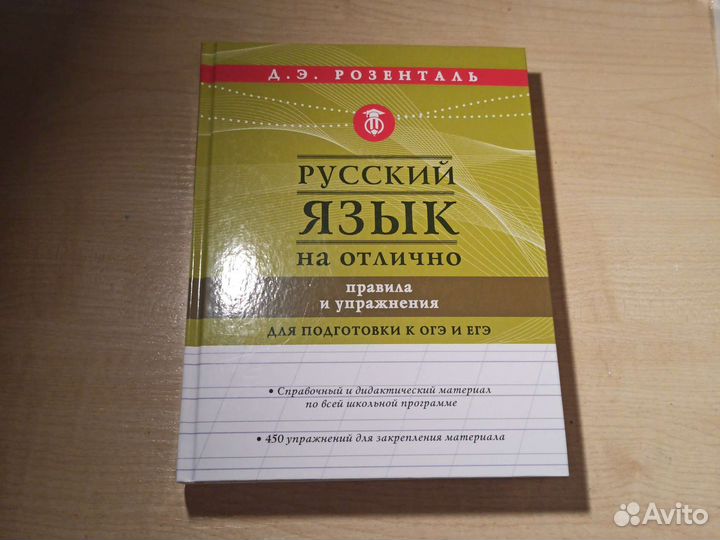 Д.Э. РОЗЕНТАЛЬ
РУССКИЙ
ЯЗЫК
НА ОТЛИЧНО
правила
и упражнения
ДЛЯ ПОДГОТОВКИ К ОГЭ И ЕГЭ
• Справочный и дидактический материал
по всей школьной программе
• 450 упражнений для закрепления материала
Avito